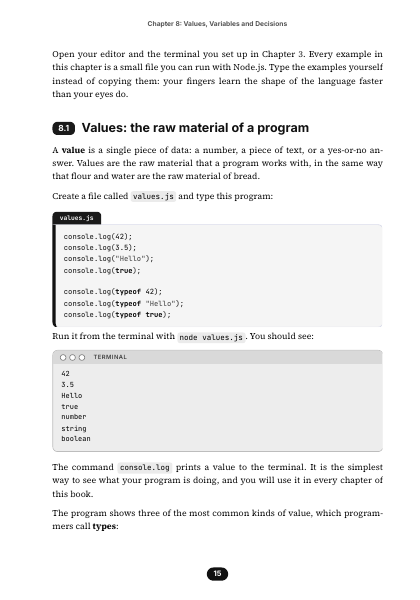 Chapter 8: Values, Variables and Decisions
Open your editor and the terminal you set up in Chapter 3. Every example in
this chapter is a small file you can run with Node.js. Type the examples yourself
instead of copying them: your fingers learn the shape of the language faster
than your eyes do.
8.1 Values: the raw material of a program
A value is a single piece of data: a number, a piece of text, or a yes-or-no an-
swer. Values are the raw material that a program works with, in the same way
that flour and water are the raw material of bread.
Create a file called values.js and type this program:
values.js
console.log(42);
console.log(3.5);
console.log("Hello");
console.log(true);
console.log(typeof 42);
console.log(typeof "Hello");
console.log(typeof true);
Run it from the terminal with node values.js. You should see:
TERMINAL
42
3.5
Hello
true
number
string
boolean
The command console.log prints a value to the terminal. It is the simplest
way to see what your program is doing, and you will use it in every chapter of
this book.
The program shows three of the most common kinds of value, which program-
mers call types:
15